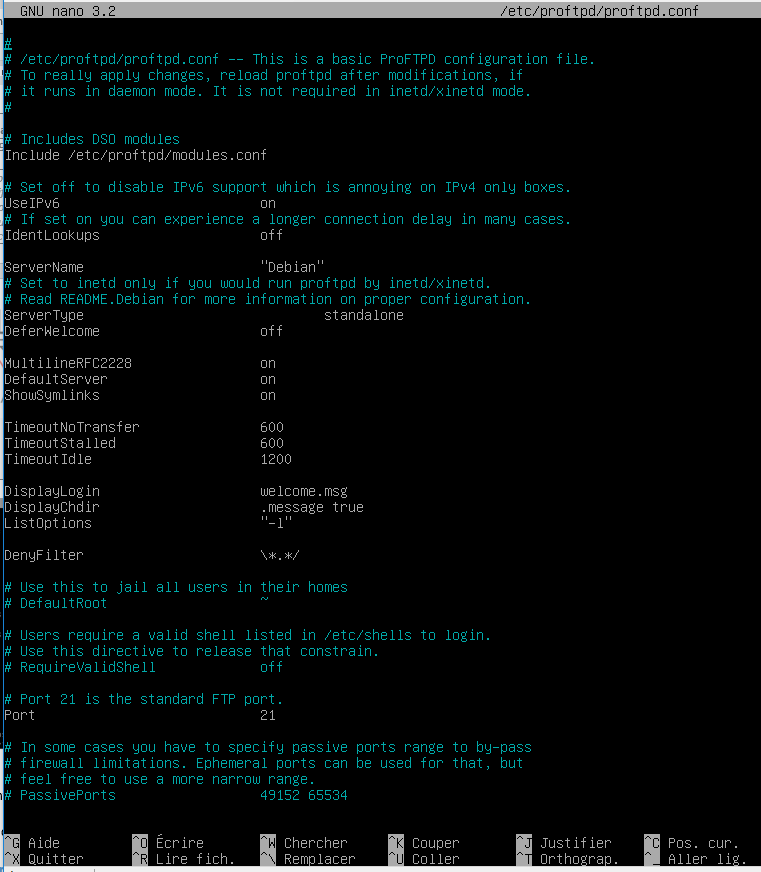 GNU nano 3.2 /etc/proftpd/proftpd.conf
#
# /etc/proftpd/proftpd.conf -- This is a basic ProFTPD configuration file.
# To really apply changes, reload proftpd after modifications, if
# it runs in daemon mode. It is not required in inetd/xinetd mode.
#
# Includes DSO modules
Include /etc/proftpd/modules.conf
# Set off to disable IPv6 support which is annoying on IPv4 only boxes.
UseIPv6 on
# If set on you can experience a longer connection delay in many cases.
IdentLookups off
ServerName "Debian"
# Set to inetd only if you would run proftpd by inetd/xinetd.
# Read README.Debian for more information on proper configuration.
ServerType standalone
DeferWelcome off
MultilineRFC2228 on
DefaultServer on
ShowSymlinks on
TimeoutNoTransfer 600
TimeoutStalled 600
TimeoutIdle 1200
DisplayLogin welcome.msg
DisplayChdir .message true
ListOptions "-l"
DenyFilter \*.*/
# Use this to jail all users in their homes
# DefaultRoot ~
# Users require a valid shell listed in /etc/shells to login.
# Use this directive to release that constrain.
# RequireValidShell off
# Port 21 is the standard FTP port.
Port 21
# In some cases you have to specify passive ports range to by-pass
# firewall limitations. Ephemeral ports can be used for that, but
# feel free to use a more narrow range.
# PassivePorts 49152 65534
^G Aide ^O Écrire ^W Chercher ^K Couper ^J Justifier ^C Pos. cur.
^X Quitter ^R Lire fich. ^\ Remplacer ^U Coller ^T Orthograp. ^_ Aller lig.